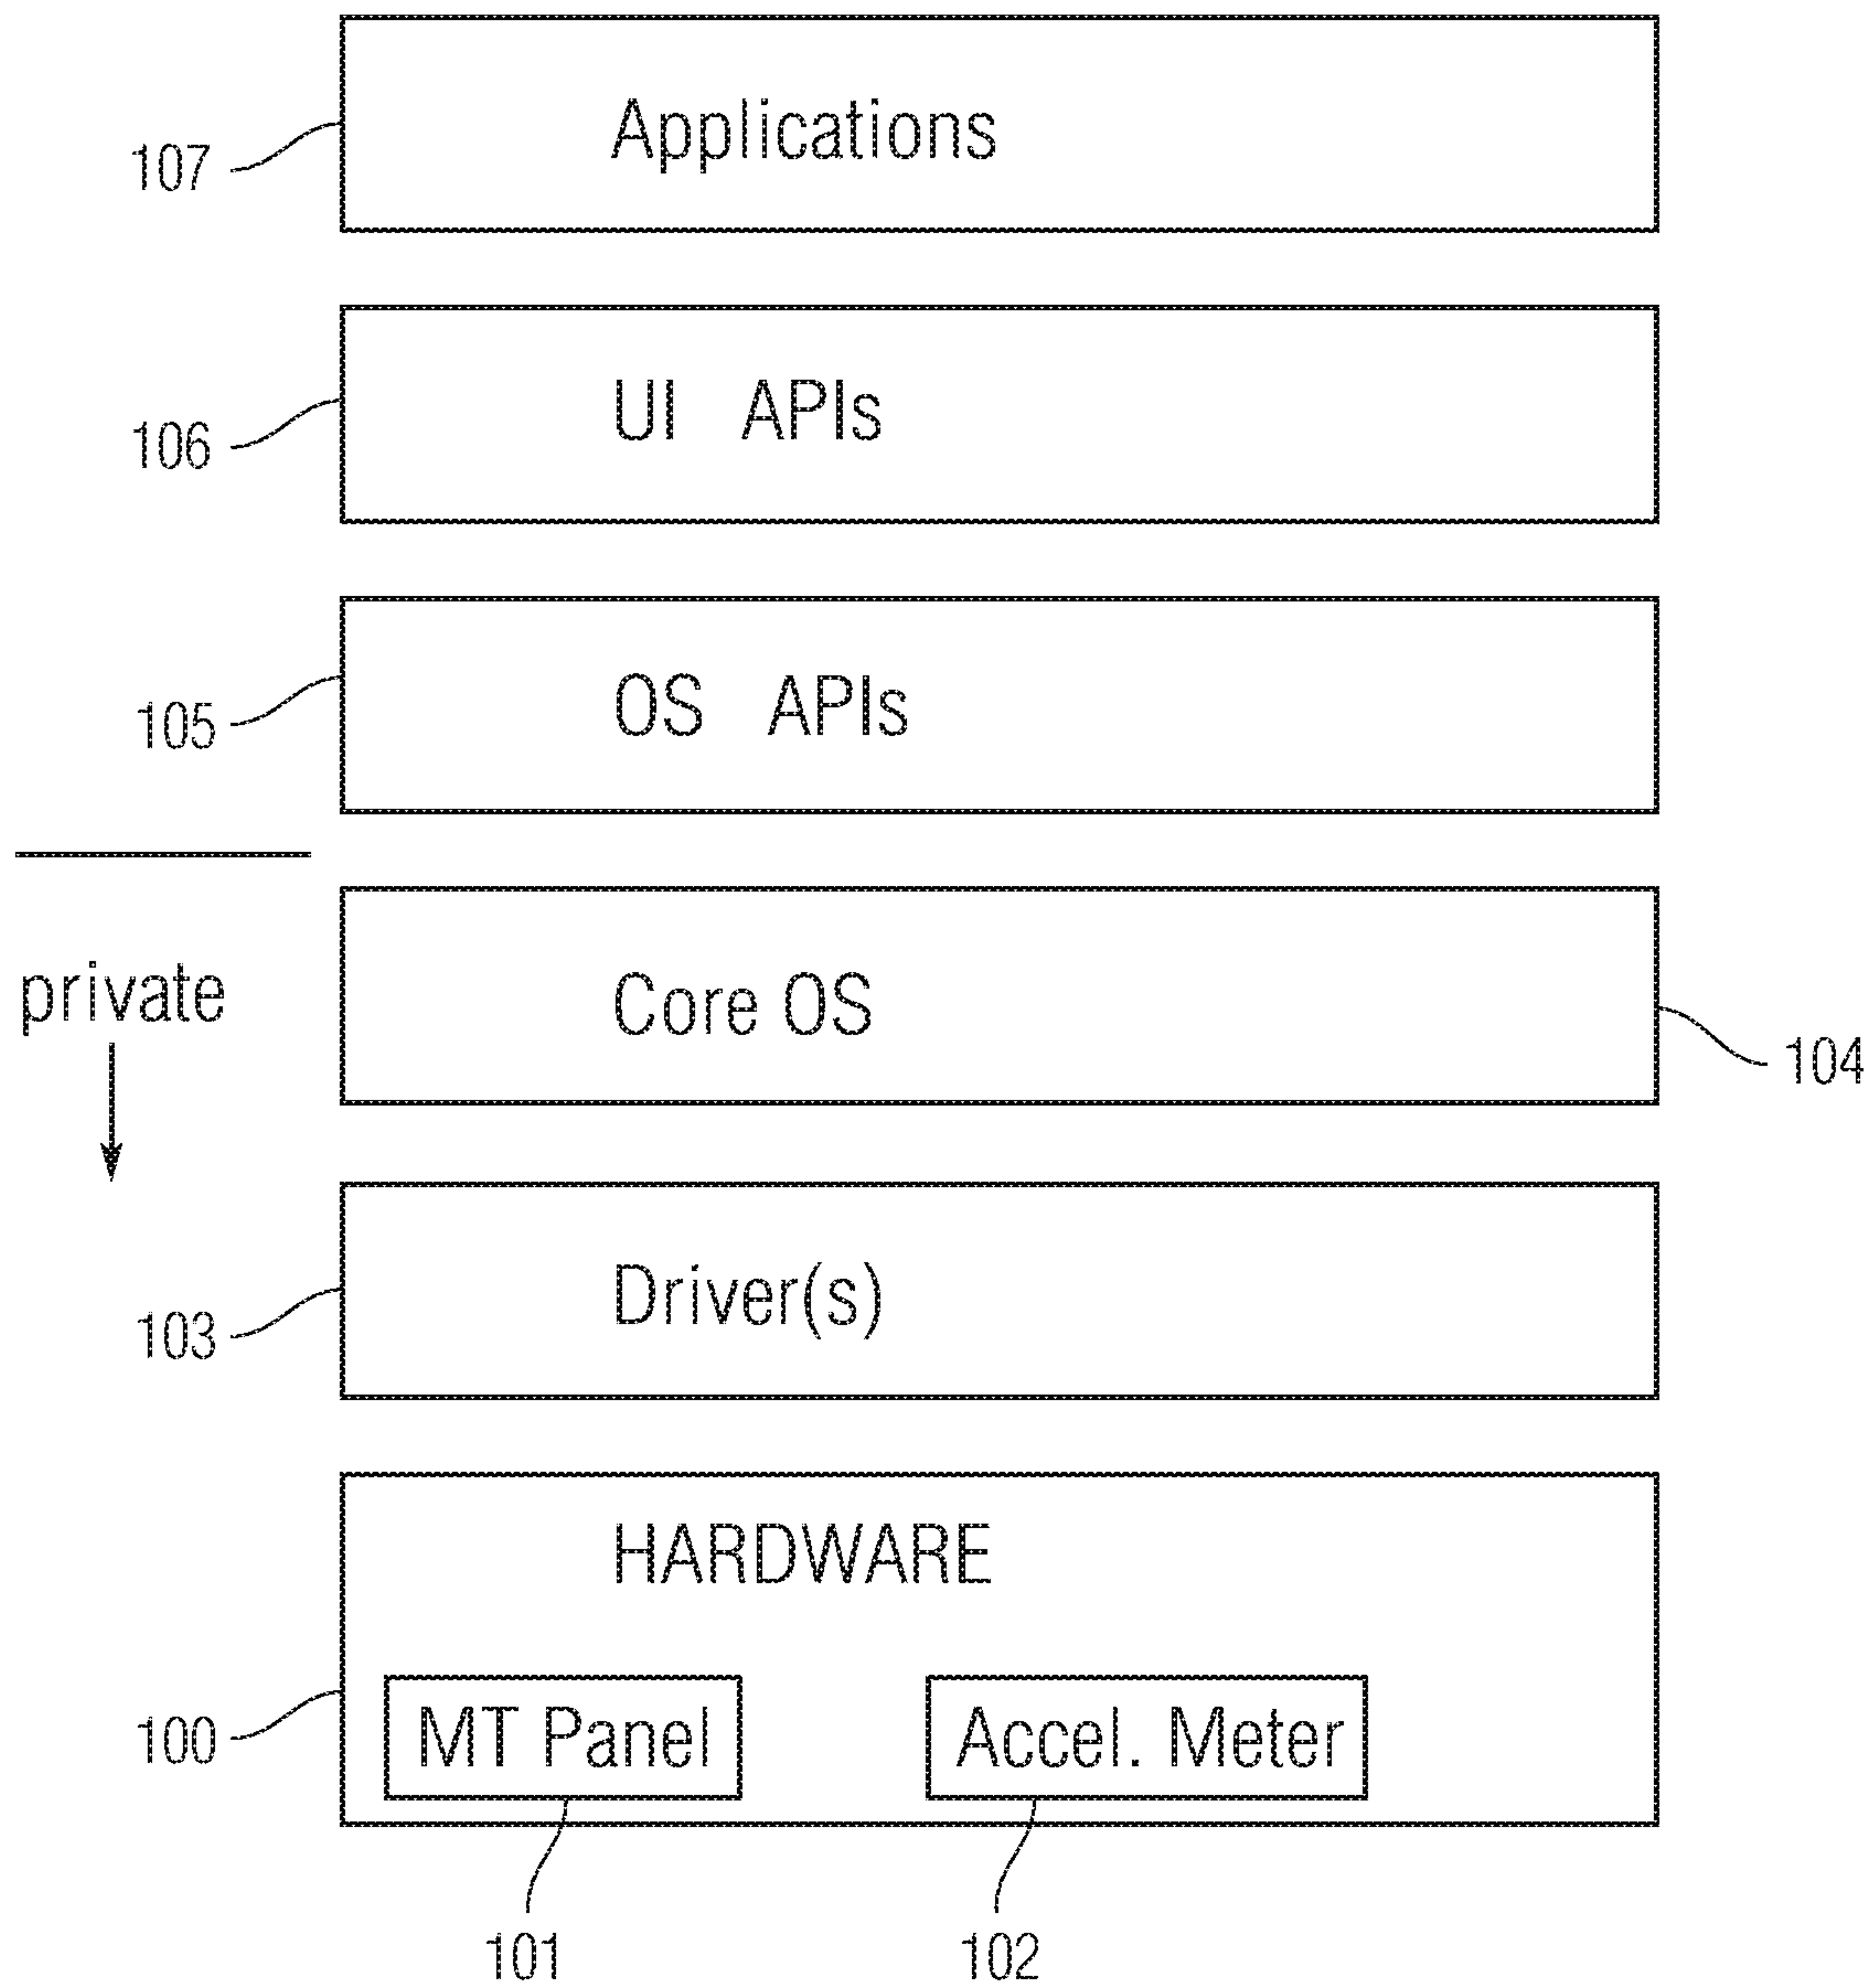 Applications
107
UI APIs
106
OS APIs
105
private
Core OS
104
Driver(s)
103
HARDWARE
100
MT Panel
Accel. Meter
101
102